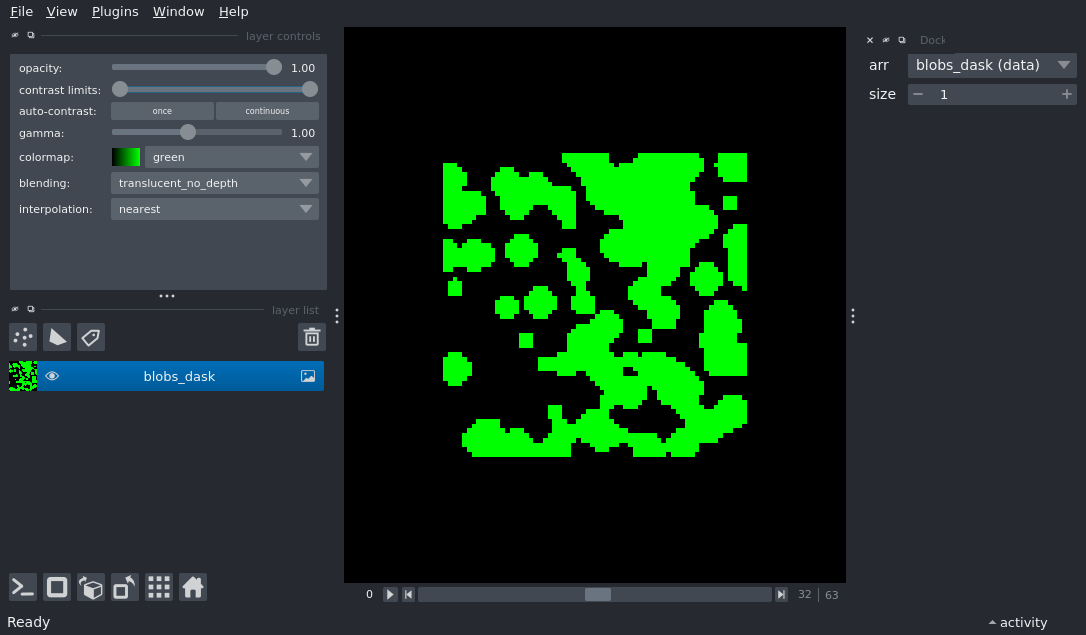 File View Plugins Window Help
layer controls
opacity: 1.00
contrast limits:
auto-contrast: once continuous
gamma: 1.00
colormap: green
blending: translucent_no_depth
interpolation: nearest
layer list
blobs_dask
Dock
arr blobs_dask (data)
size 1
0 32 63
Ready activity